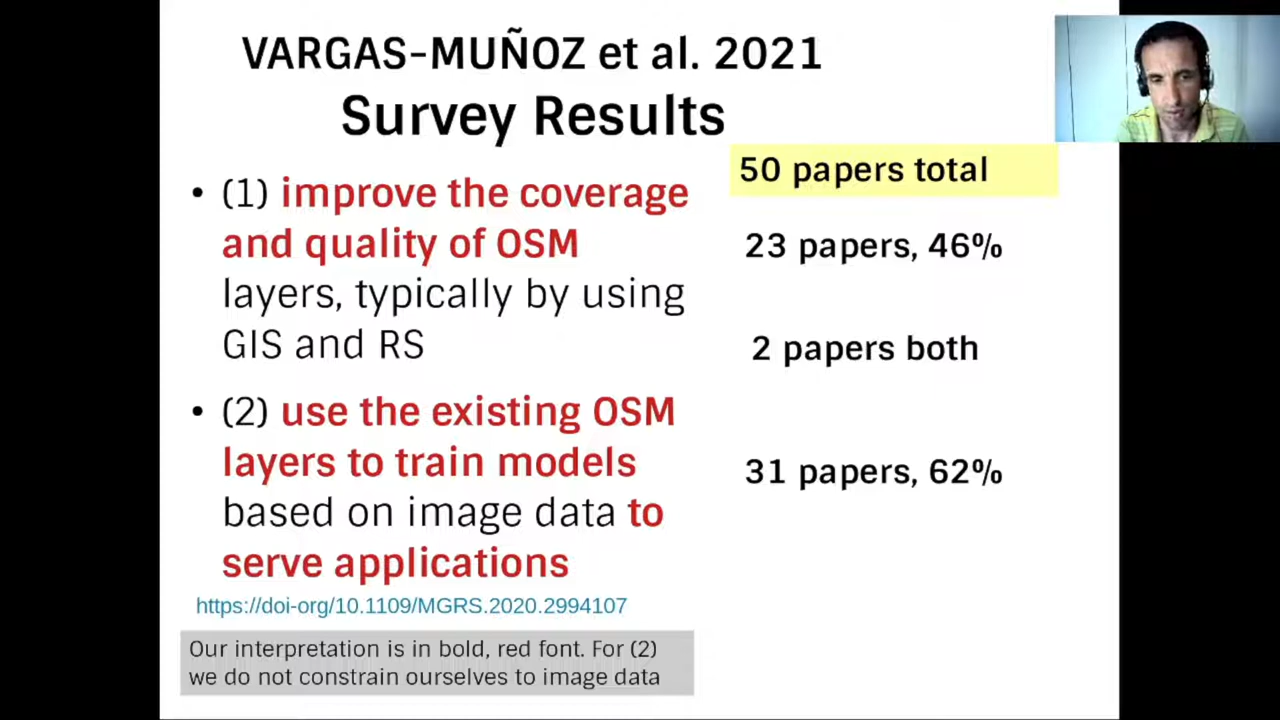 VARGAS-MUÑOZ et al. 2021
Survey Results
50 papers total
• (1) improve the coverage
and quality of OSM
layers, typically by using
GIS and RS
23 papers, 46%
2 papers both
• (2) use the existing OSM
layers to train models
based on image data to
serve applications
31 papers, 62%
https://doi-org/10.1109/MGRS.2020.2994107
Our interpretation is in bold, red font. For (2)
we do not constrain ourselves to image data